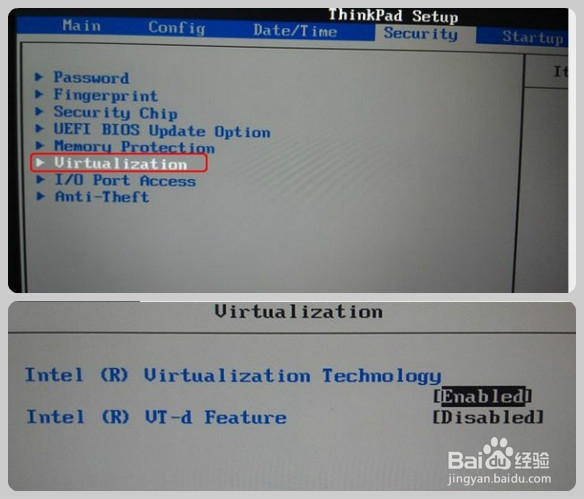 ThinkPad Setup
Main Config Date/Time Security Startup
It
Password
Fingerprint
Security Chip
UEFI BIOS Update Option
Memory Protection
Virtualization
I/O Port Access
Anti-Theft
Virtualization
Intel (R) Virtualization Technology
[Enabled]
Intel (R) VT-d Feature [Disabled]
Bai du 经验
jingyan.baidu.com